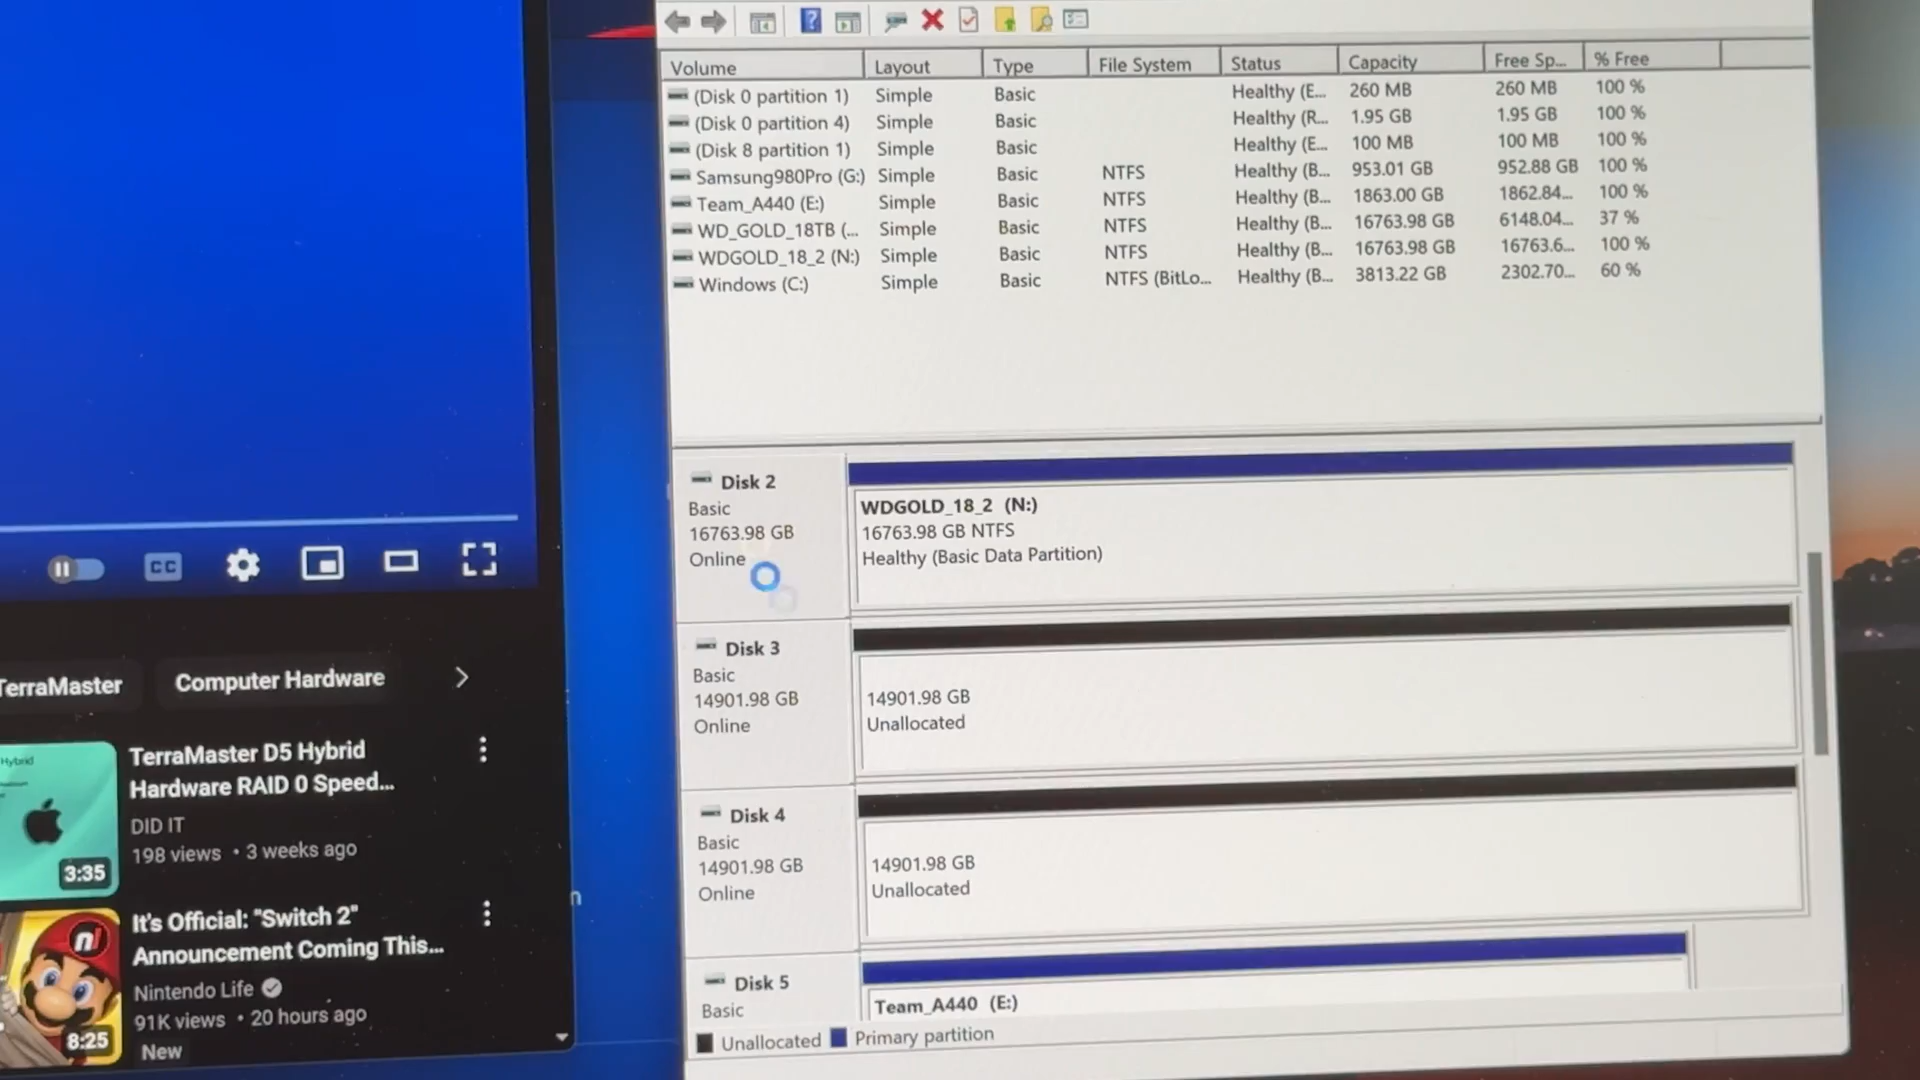 Volume Layout Type File System Status Capacity Free Sp... % Free
(Disk 0 partition 1) Simple Basic Healthy (E... 260 MB 260 MB 100 %
(Disk 0 partition 4) Simple Basic Healthy (R... 1.95 GB 1.95 GB 100 %
(Disk 8 partition 1) Simple Basic Healthy (E... 100 MB 100 MB 100 %
Samsung980Pro (G:) Simple Basic NTFS Healthy (B... 953.01 GB 952.88 GB 100 %
Team_A440 (E:) Simple Basic NTFS Healthy (B... 1863.00 GB 1862.84... 100 %
WD_GOLD_18TB (... Simple Basic NTFS Healthy (B... 16763.98 GB 6148.04... 37 %
WDGOLD_18_2 (N:) Simple Basic NTFS Healthy (B... 16763.98 GB 16763.6... 100 %
Windows (C:) Simple Basic NTFS (BitLo... Healthy (B... 3813.22 GB 2302.70... 60 %
Disk 2
Basic
16763.98 GB
Online
WDGOLD_18_2 (N:)
16763.98 GB NTFS
Healthy (Basic Data Partition)
Disk 3
Basic
14901.98 GB
Online
14901.98 GB
Unallocated
Disk 4
Basic
14901.98 GB
Online
14901.98 GB
Unallocated
Disk 5
Basic
Team_A440 (E:)
Unallocated Primary partition
CC
TerraMaster Computer Hardware
Hybrid
3:35
TerraMaster D5 Hybrid
Hardware RAID 0 Speed...
DID IT
198 views • 3 weeks ago
8:25
It's Official: "Switch 2"
Announcement Coming This...
Nintendo Life
91K views • 20 hours ago
New